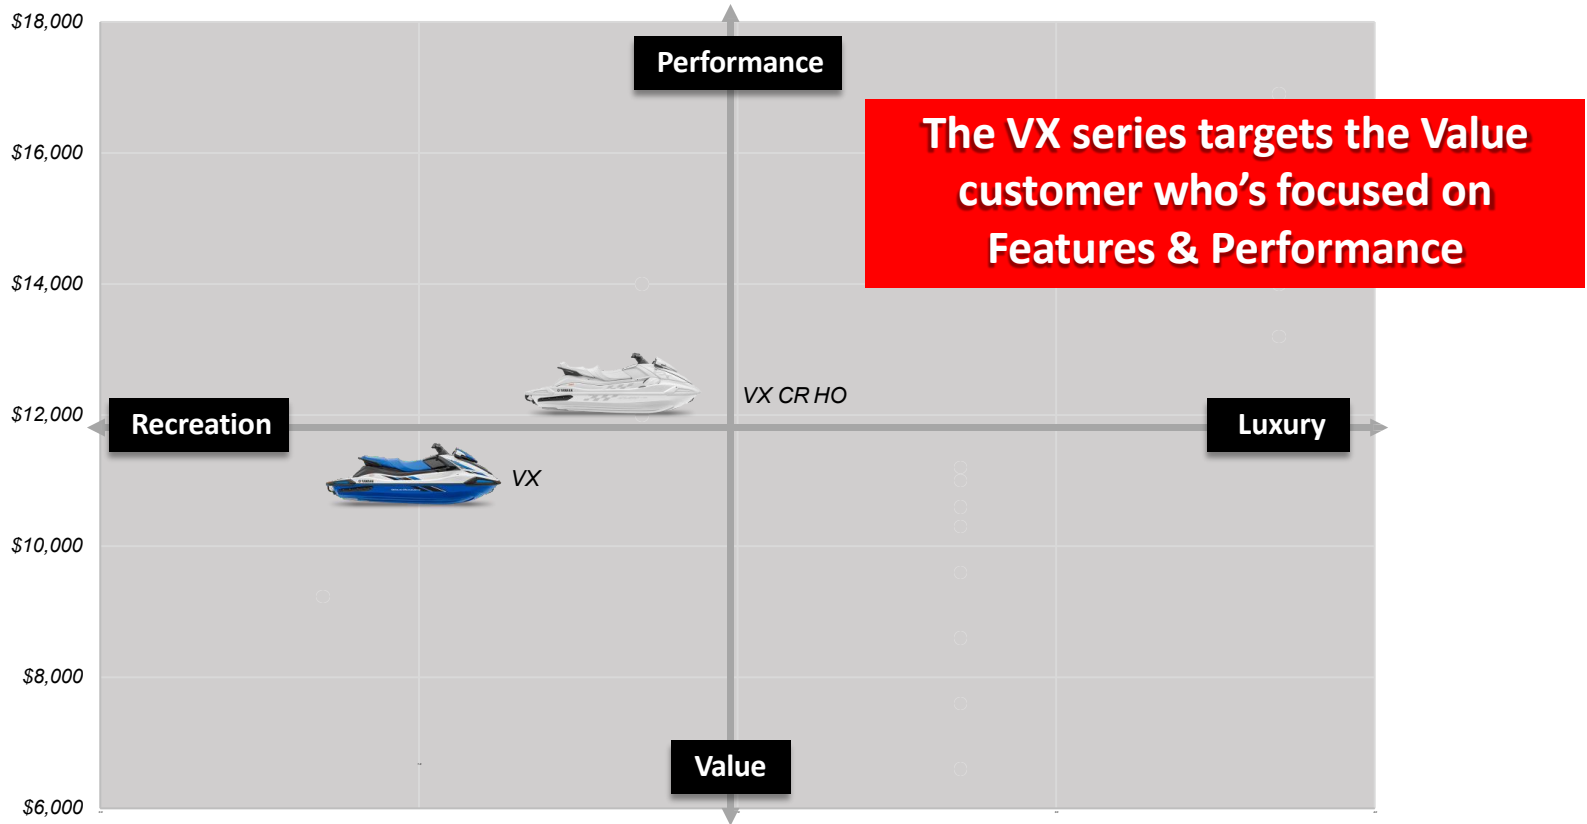 $18,000
Performance
The VX series targets the Value
customer who’s focused on
Features & Performance
$16,000
$14,000
VX CR HO
$12,000
Recreation
Luxury
VX
$10,000
$8,000
Value
$6,000